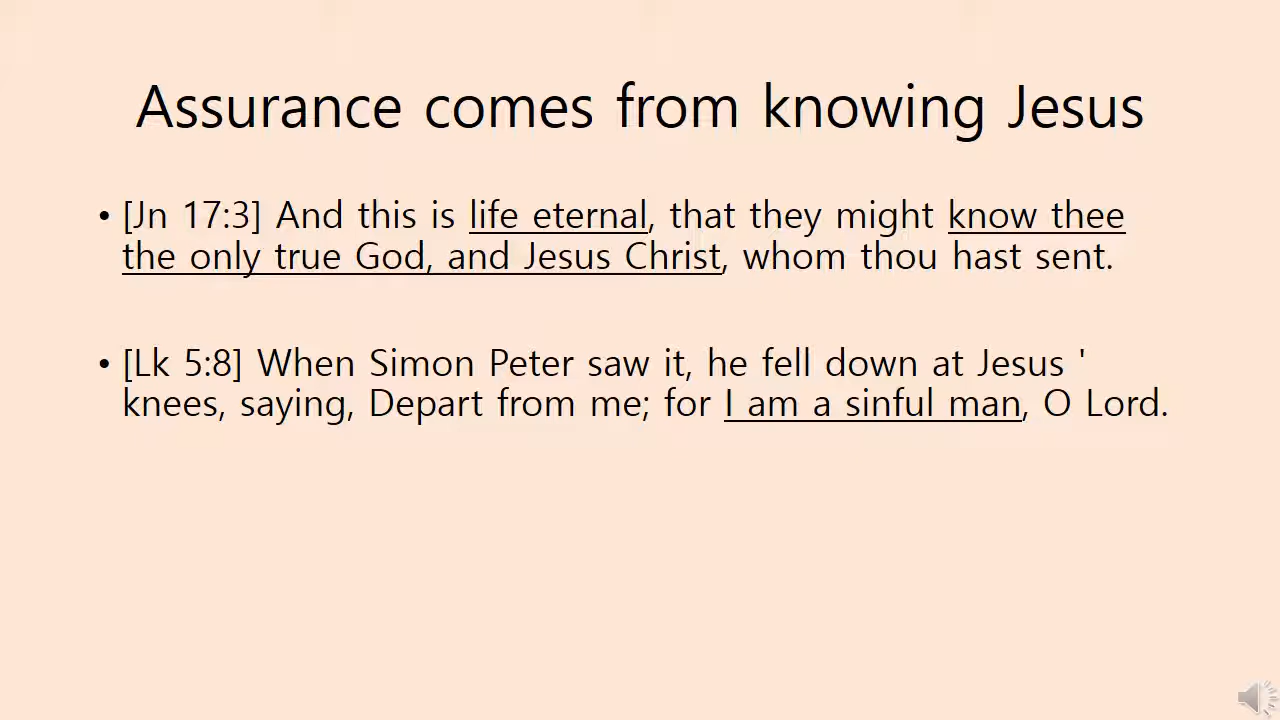 Assurance comes from knowing Jesus
• [Jn 17:3] And this is life eternal, that they might know thee
the only true God, and Jesus Christ, whom thou hast sent.
• [Lk 5:8] When Simon Peter saw it, he fell down at Jesus '
knees, saying, Depart from me; for I am a sinful man, O Lord.